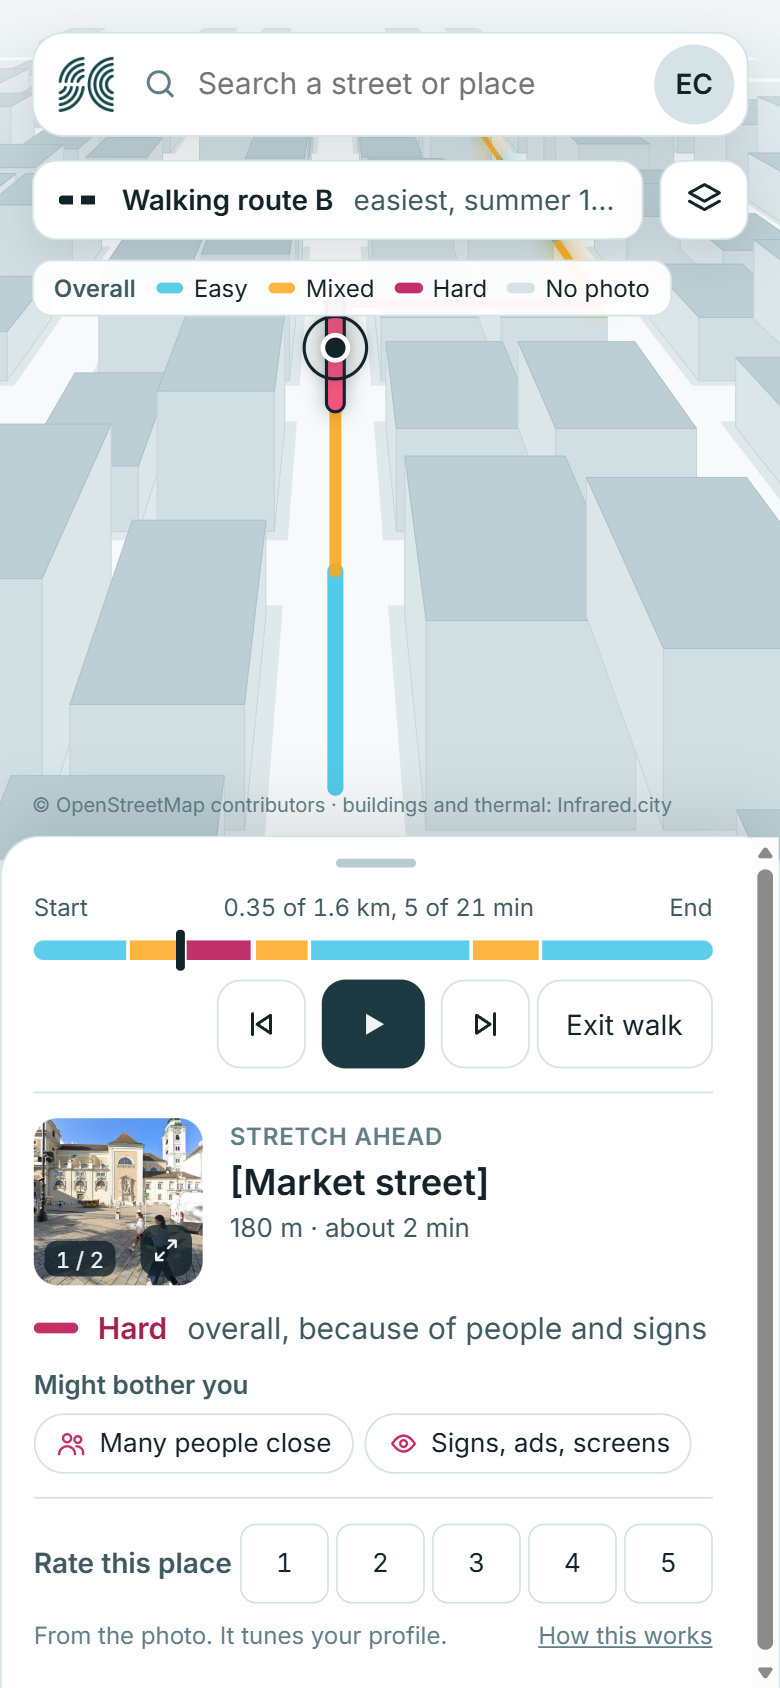 Search a street or place
EC
Walking route B easiest, summer 1...
Overall Easy Mixed Hard No photo
© OpenStreetMap contributors · buildings and thermal: Infrared.city
Start 0.35 of 1.6 km, 5 of 21 min End
Exit walk
STRETCH AHEAD
[Market street]
180 m · about 2 min
1 / 2
Hard overall, because of people and signs
Might bother you
Many people close Signs, ads, screens
Rate this place 1 2 3 4 5
From the photo. It tunes your profile. How this works